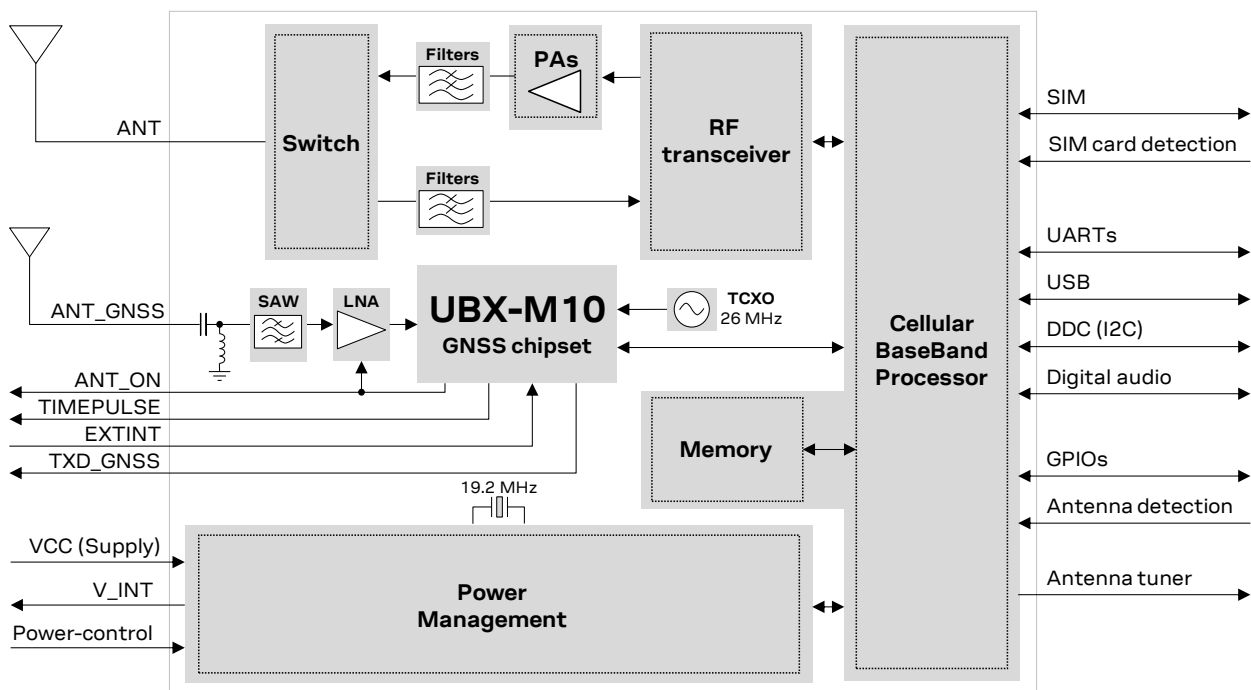 Filters
PAs
ANT
Switch
RF
transceiver
SIM
SIM card detection
Filters
UARTs
USB
DDC (I2C)
Digital audio
ANT_GNSS
SAW
LNA
UBX-M10
GNSS chipset
TCXO
26 MHz
Cellular
BaseBand
Processor
ANT_ON
TIMEPULSE
EXTINT
TXD_GNSS
Memory
GPIOs
Antenna detection
19.2 MHz
VCC (Supply)
V_INT
Power-control
Power
Management
Antenna tuner